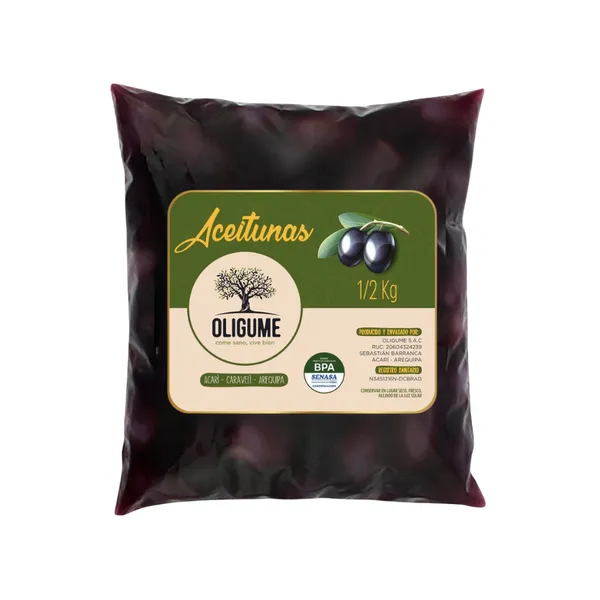 Aceitunas
1/2 Kg
OLIGUME
come sano, vive bien
ACARÍ - CARAVELÍ - AREQUIPA
BPA
SENASA
PERÚ
PRODUCIDO Y ENVASADO POR:
OLIGUME S.A.C
RUC: 20604324239
SEBASTIÁN BARRANCA
ACARÍ - AREQUIPA
REGISTRO SANITARIO
CONSERVAR EN LUGAR SECO, FRESCO,
ALEJADO DE LA LUZ SOLAR